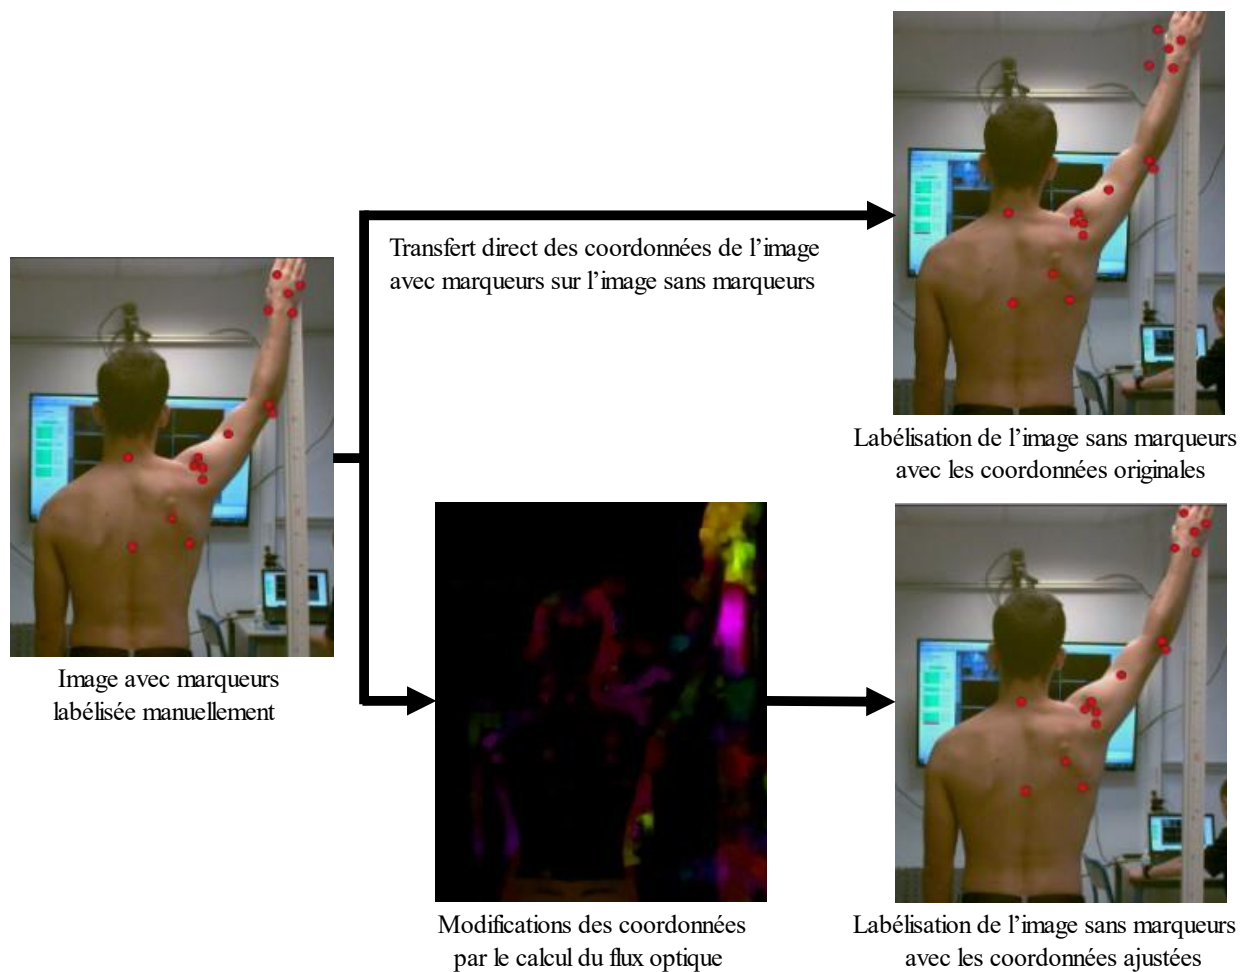 Transfert direct des coordonnées de l’image
avec marqueurs sur l’image sans marqueurs
Labélisation de l’image sans marqueurs
avec les coordonnées originales
Image avec marqueurs
labélisée manuellement
Modifications des coordonnées
par le calcul du flux optique
Labélisation de l’image sans marqueurs
avec les coordonnées ajustées